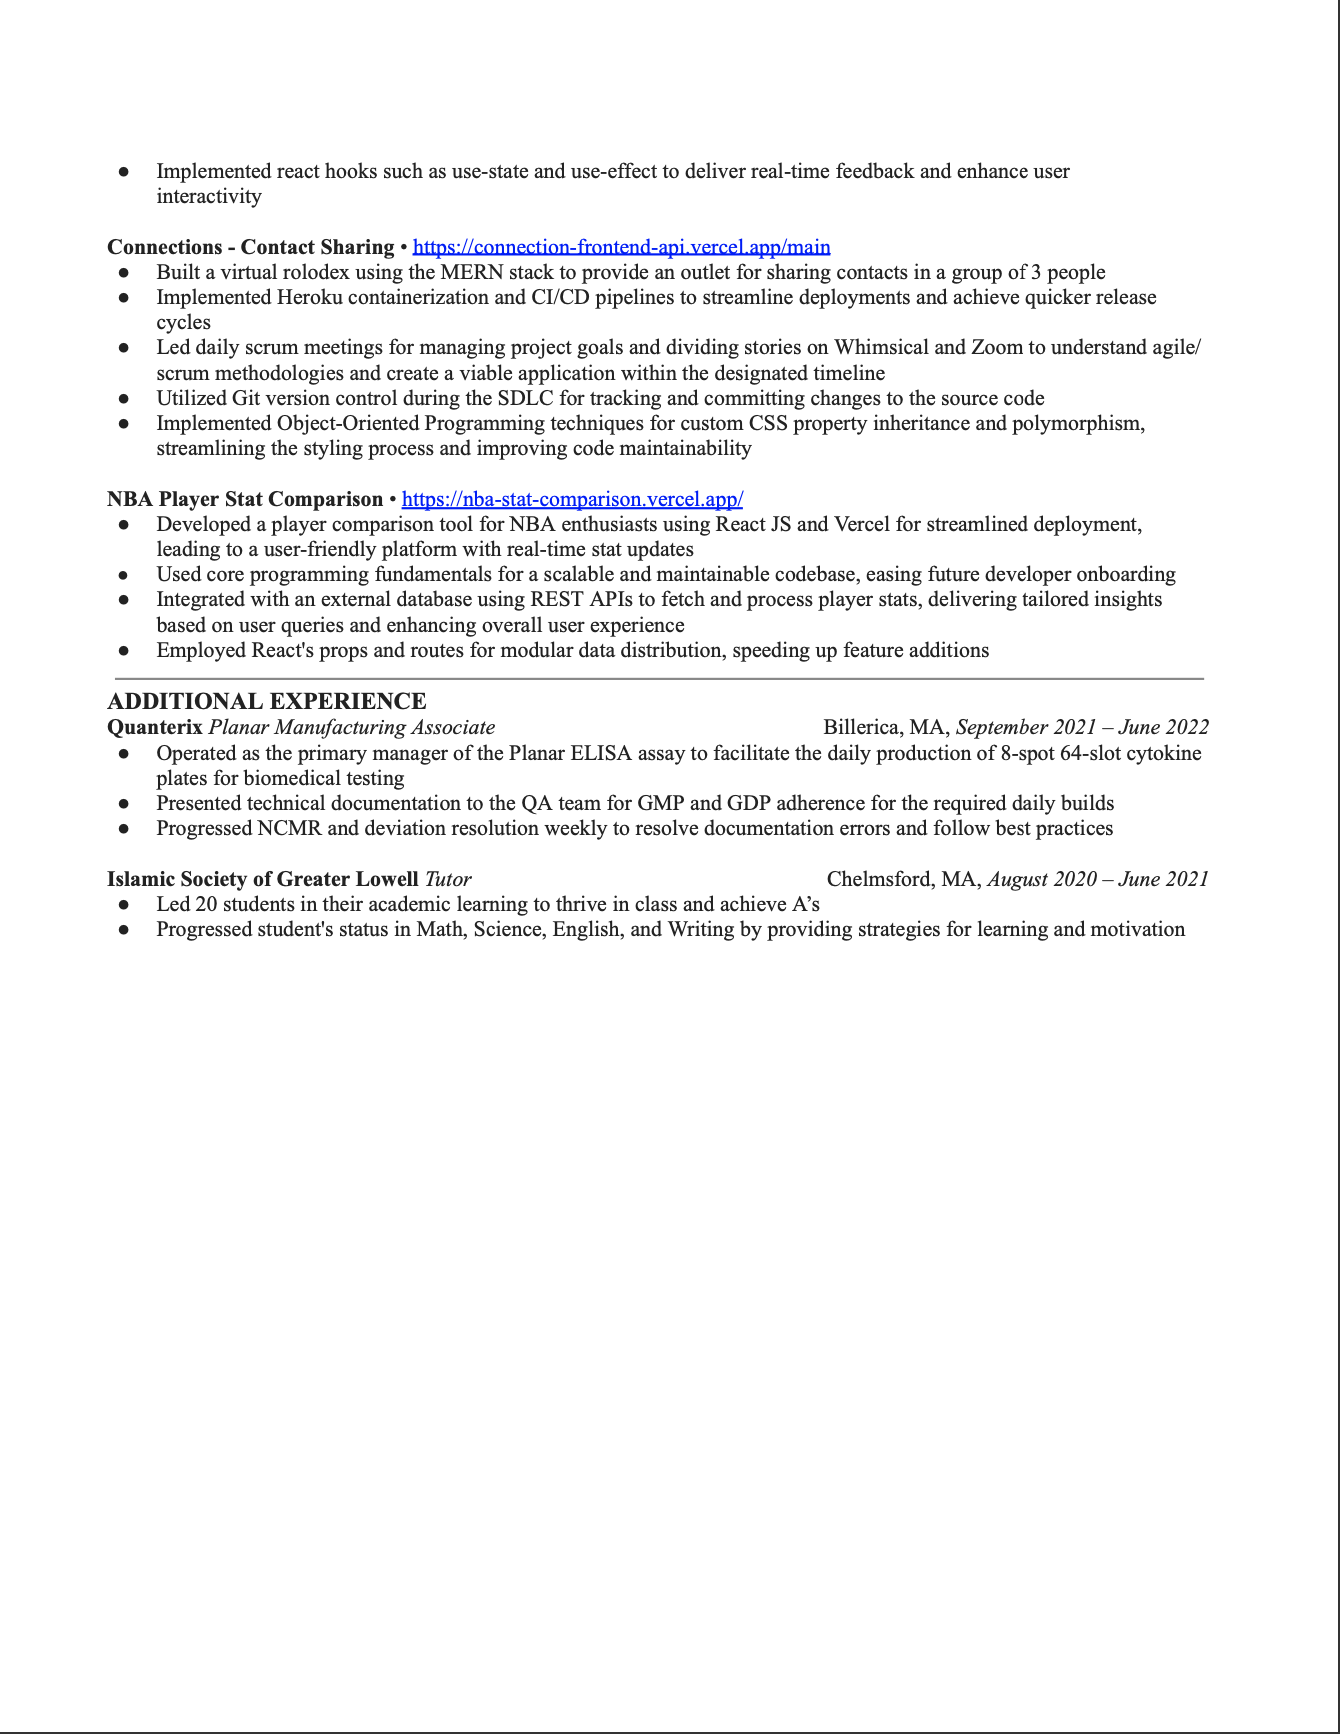 ● Implemented react hooks such as use-state and use-effect to deliver real-time feedback and enhance user
interactivity
Connections - Contact Sharing • https://connection-frontend-api.vercel.app/main
● Built a virtual rolodex using the MERN stack to provide an outlet for sharing contacts in a group of 3 people
● Implemented Heroku containerization and CI/CD pipelines to streamline deployments and achieve quicker release
cycles
● Led daily scrum meetings for managing project goals and dividing stories on Whimsical and Zoom to understand agile/
scrum methodologies and create a viable application within the designated timeline
● Utilized Git version control during the SDLC for tracking and committing changes to the source code
● Implemented Object-Oriented Programming techniques for custom CSS property inheritance and polymorphism,
streamlining the styling process and improving code maintainability
NBA Player Stat Comparison • https://nba-stat-comparison.vercel.app/
● Developed a player comparison tool for NBA enthusiasts using React JS and Vercel for streamlined deployment,
leading to a user-friendly platform with real-time stat updates
● Used core programming fundamentals for a scalable and maintainable codebase, easing future developer onboarding
● Integrated with an external database using REST APIs to fetch and process player stats, delivering tailored insights
based on user queries and enhancing overall user experience
● Employed React's props and routes for modular data distribution, speeding up feature additions
ADDITIONAL EXPERIENCE
Quanterix Planar Manufacturing Associate Billerica, MA, September 2021 – June 2022
● Operated as the primary manager of the Planar ELISA assay to facilitate the daily production of 8-spot 64-slot cytokine
plates for biomedical testing
● Presented technical documentation to the QA team for GMP and GDP adherence for the required daily builds
● Progressed NCMR and deviation resolution weekly to resolve documentation errors and follow best practices
Islamic Society of Greater Lowell Tutor Chelmsford, MA, August 2020 – June 2021
● Led 20 students in their academic learning to thrive in class and achieve A’s
● Progressed student's status in Math, Science, English, and Writing by providing strategies for learning and motivation